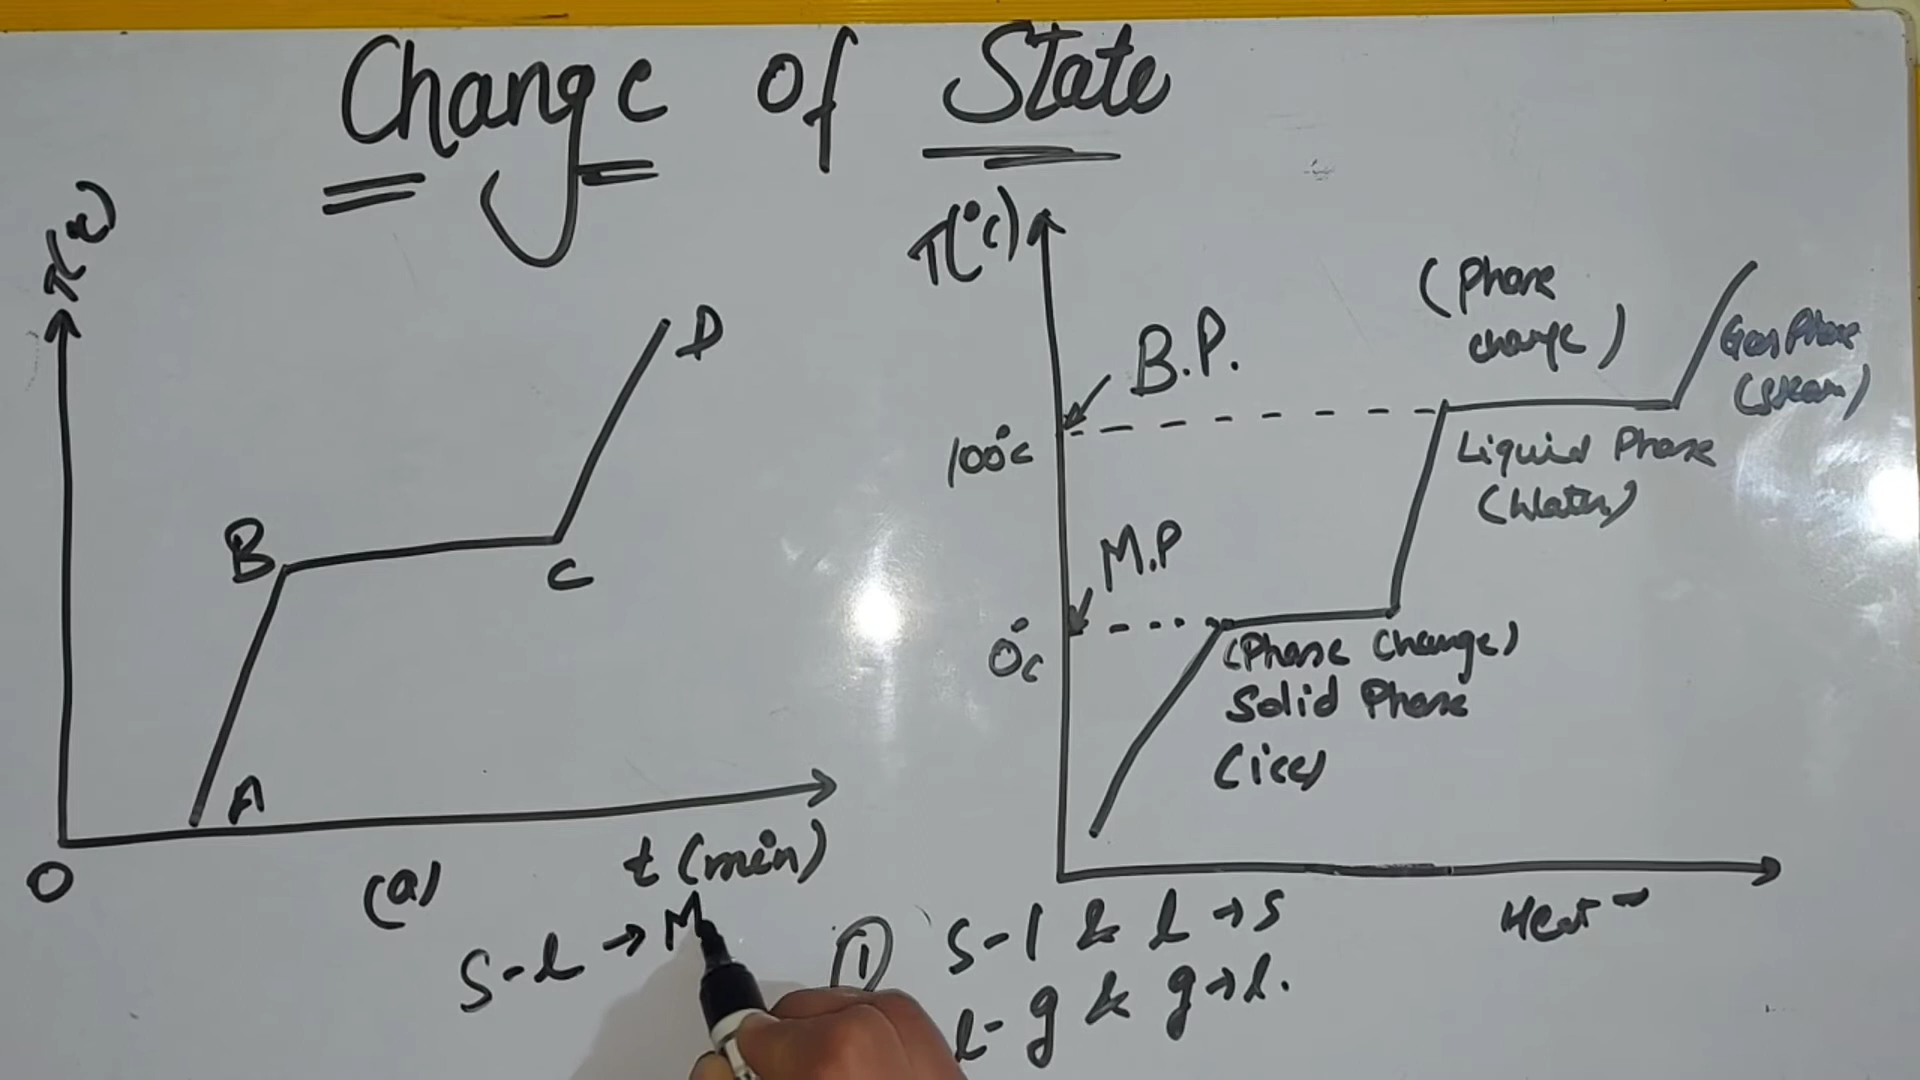 Change of State
T(°c)
D
B
C
A
O
(a)
t (min)
S-l → M
T(°c)
B.P.
100°c
M.P
0°c
(Phase
change)
Gas Phase
(steam)
Liquid Phase
(Water)
(Phase Change)
Solid Phase
(ice)
Heat →
① S-l & l → s
l-g & g → l.